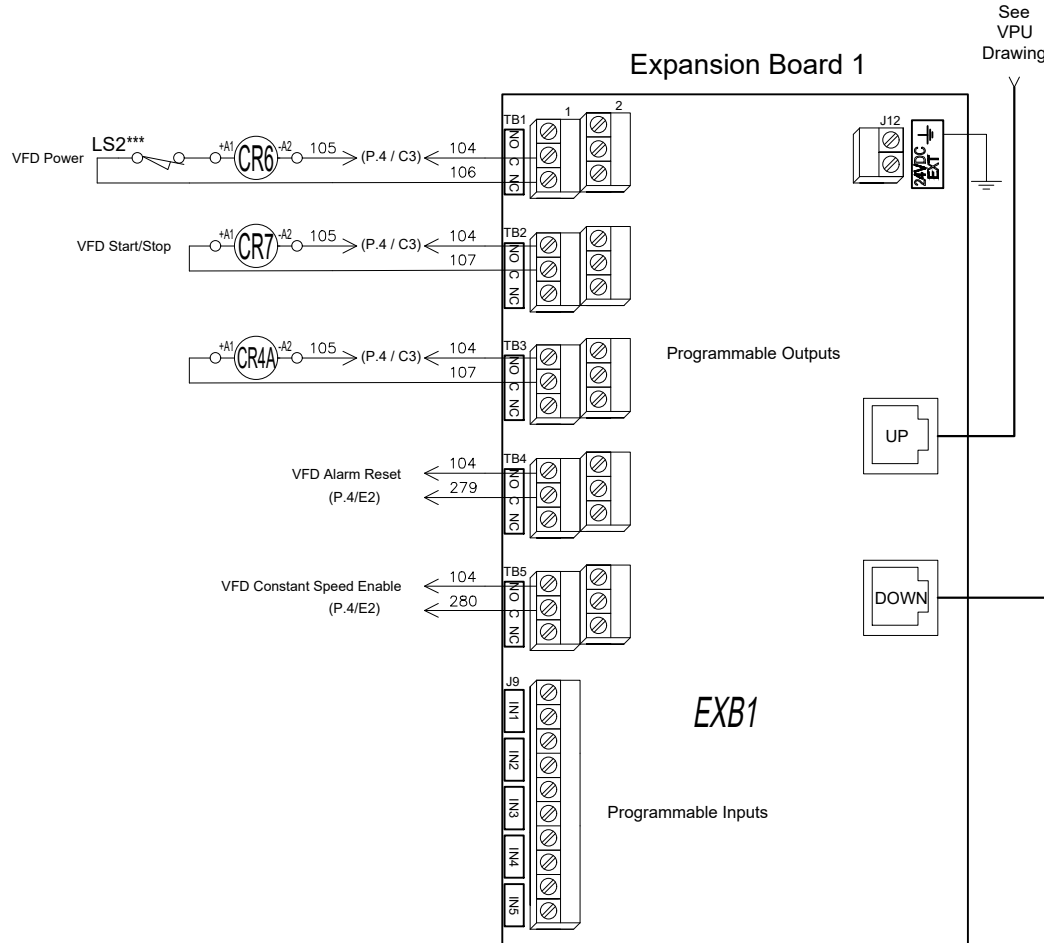 See
VPU
Drawing
Expansion Board 1
1
2
TB1
NO
C
NC
J12
24VDC
EXT
VFD Power
LS2***
+A1
CR6
-A2
105
(P.4 / C3)
104
106
TB2
NO
C
NC
VFD Start/Stop
+A1
CR7
-A2
105
(P.4 / C3)
104
107
TB3
NO
C
NC
+A1
CR4A
-A2
105
(P.4 / C3)
104
107
Programmable Outputs
UP
TB4
NO
C
NC
VFD Alarm Reset
104
(P.4/E2)
279
TB5
NO
C
NC
VFD Constant Speed Enable
104
(P.4/E2)
280
DOWN
J9
IN1
IN2
IN3
IN4
IN5
EXB1
Programmable Inputs